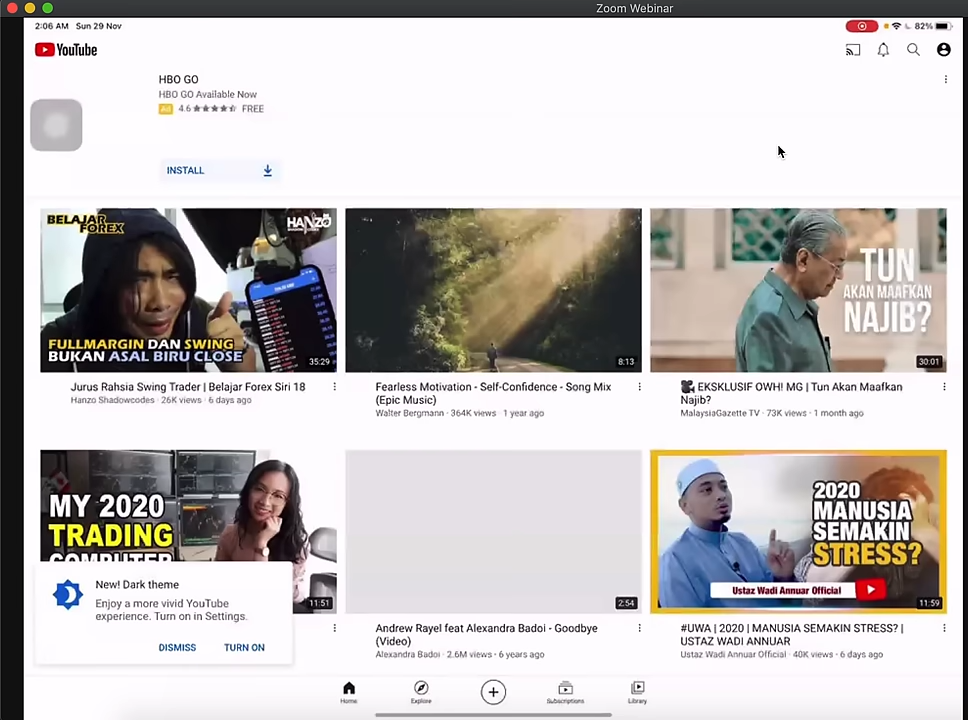 Zoom Webinar
2:06 AM Sun 29 Nov
82%
YouTube
HBO GO
HBO GO Available Now
Ad 4.6 ★★★★⯨ FREE
INSTALL
BELAJAR
FOREX
HANZO
FULLMARGIN DAN SWING
BUKAN ASAL BIRU CLOSE
35:29
8:13
TUN
AKAN MAAFKAN
NAJIB?
30:01
Jurus Rahsia Swing Trader | Belajar Forex Siri 18
Hanzo Shadowcodes · 26K views · 6 days ago
Fearless Motivation - Self-Confidence - Song Mix
(Epic Music)
Walter Bergmann · 364K views · 1 year ago
🎥 EKSKLUSIF OWH! MG | Tun Akan Maafkan
Najib?
MalaysiaGazette TV · 73K views · 1 month ago
MY 2020
TRADING
COMPUTER
11:51
2:54
2020
MANUSIA
SEMAKIN
STRESS?
Ustaz Wadi Annuar Official
11:59
New! Dark theme
Enjoy a more vivid YouTube
experience. Turn on in Settings.
DISMISS TURN ON
Andrew Rayel feat Alexandra Badoi - Goodbye
(Video)
Alexandra Badoi · 2.6M views · 6 years ago
#UWA | 2020 | MANUSIA SEMAKIN STRESS? |
USTAZ WADI ANNUAR
Ustaz Wadi Annuar Official · 40K views · 6 days ago
Home Explore Subscriptions Library